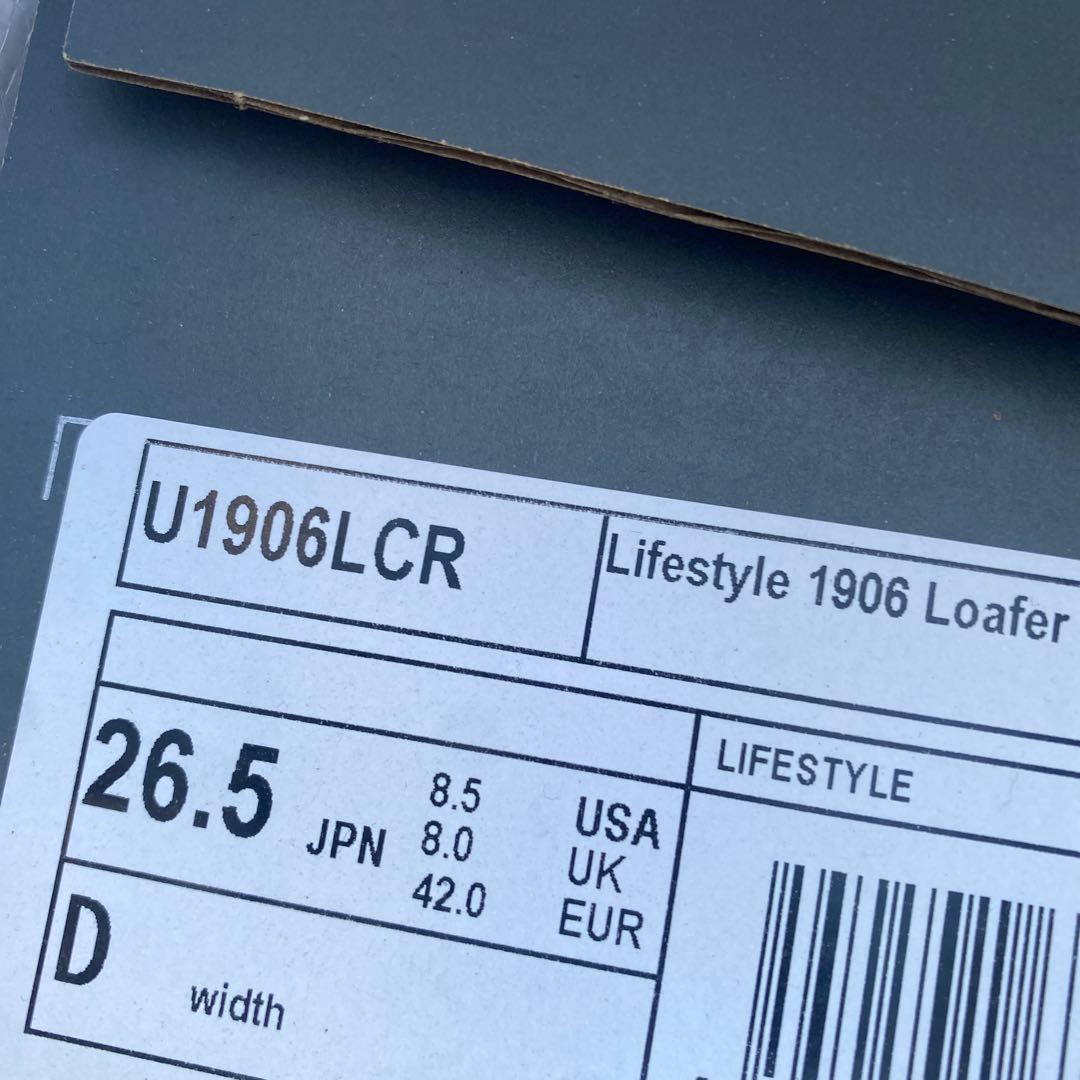 U1906LCR
Lifestyle 1906 Loafer
LIFESTYLE
26.5 JPN
8.5 USA
8.0 UK
42.0 EUR
D width